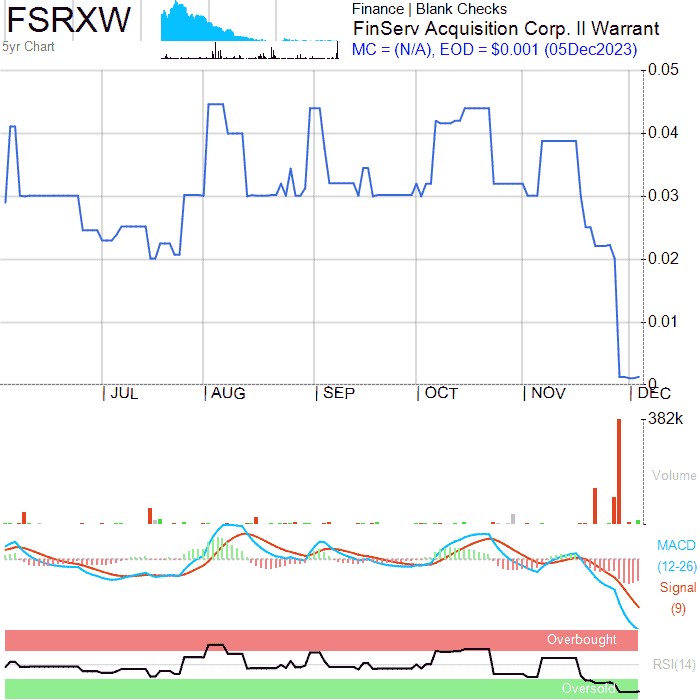 FSRXW
5yr Chart
Finance | Blank Checks
FinServ Acquisition Corp. II Warrant
MC = (N/A), EOD = $0.001 (05Dec2023)
0.05
0.04
0.03
0.02
0.01
0
JUL AUG SEP OCT NOV DEC
382k
Volume
MACD
(12-26)
Signal
(9)
Overbought
RSI(14)
Oversold